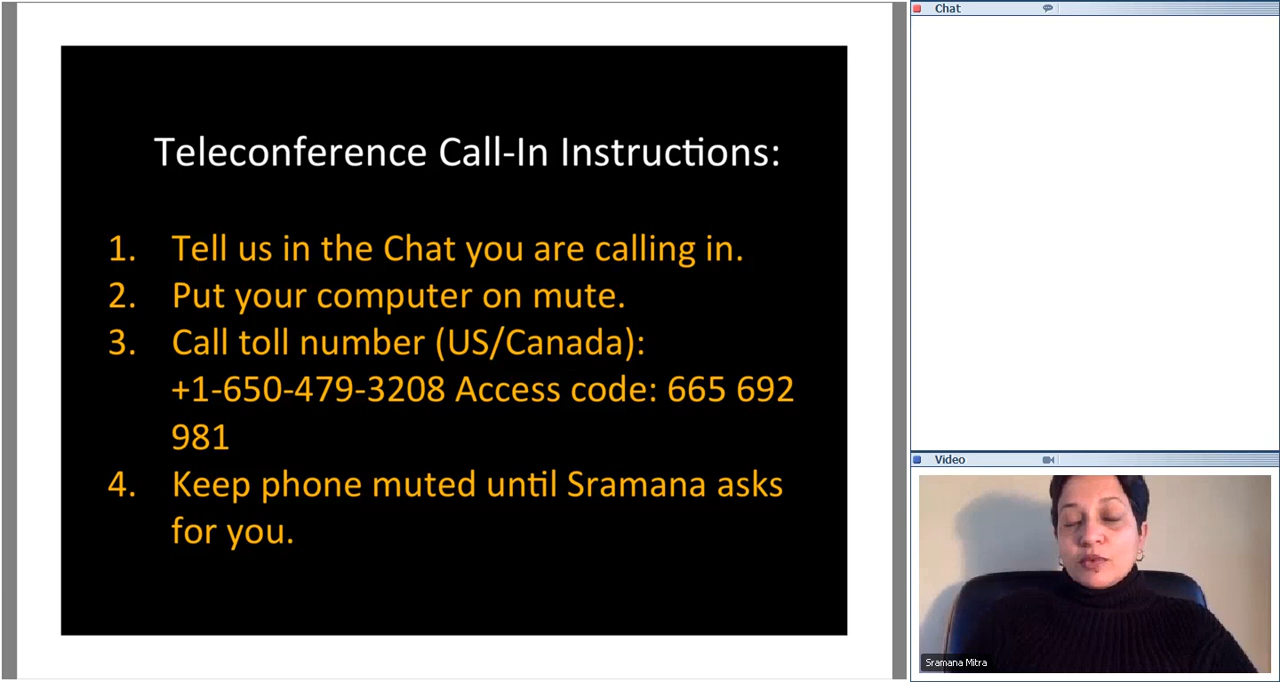 Teleconference Call-In Instructions:
1. Tell us in the Chat you are calling in.
2. Put your computer on mute.
3. Call toll number (US/Canada):
+1-650-479-3208 Access code: 665 692
981
4. Keep phone muted until Sramana asks
for you.
Chat
Video
Sramana Mitra